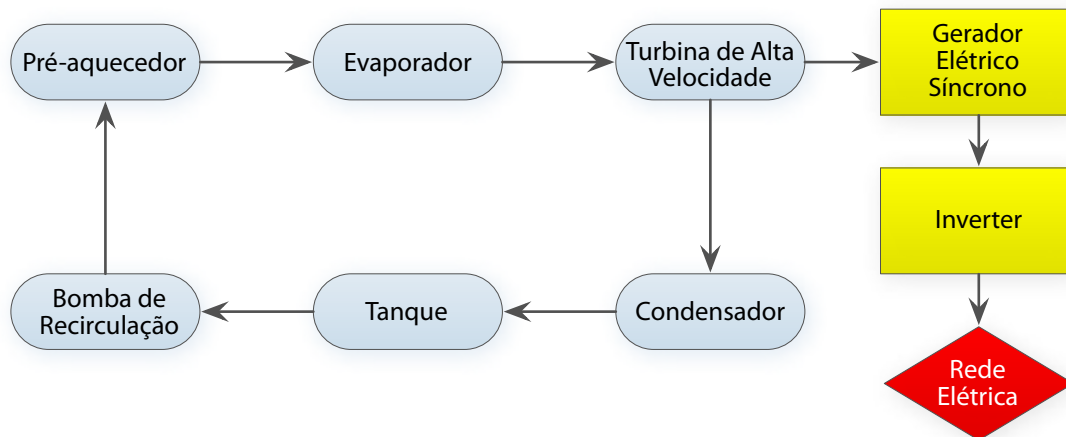 Pré-aquecedor
Evaporador
Turbina de Alta
Velocidade
Gerador
Elétrico
Síncrono
Inverter
Bomba de
Recirculação
Tanque
Condensador
Rede
Elétrica